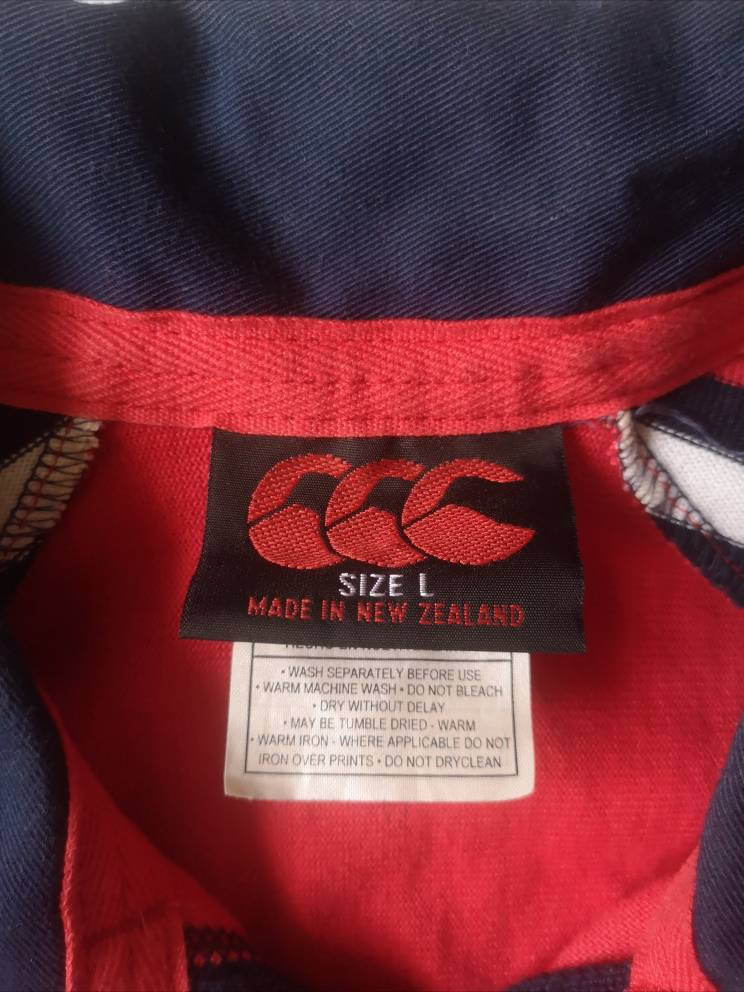 CCC
SIZE L
MADE IN NEW ZEALAND
• WASH SEPARATELY BEFORE USE
• WARM MACHINE WASH • DO NOT BLEACH
• DRY WITHOUT DELAY
• MAY BE TUMBLE DRIED - WARM
• WARM IRON - WHERE APPLICABLE DO NOT
IRON OVER PRINTS • DO NOT DRYCLEAN